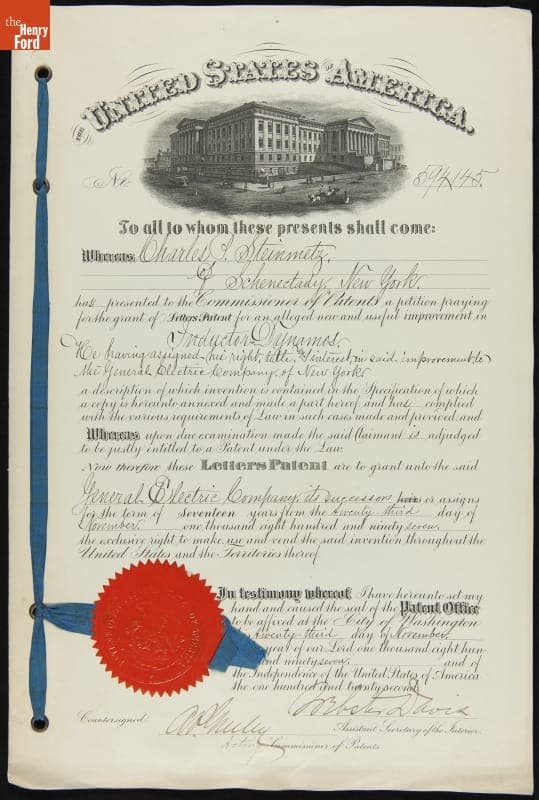 the
Henry
Ford
THE UNITED STATES OF AMERICA.
No. 594,145.
To all to whom these presents shall come:
Whereas Charles P. Steinmetz,
Of Schenectady, New York.
has presented to the Commissioner of Patents a petition praying
for the grant of Letters Patent for an alleged new and useful improvement in
Inductor Dynamos.
He having assigned his right, title, & interest, in said improvement, to
the General Electric Company, of New York
a description of which invention is contained in the Specification of which
a copy is hereunto annexed and made a part hereof and has complied
with the various requirements of Law in such cases made and provided and
Whereas upon due examination made the said Claimant is adjudged
to be justly entitled to a Patent under the Law.
Now therefore these Letters Patent are to grant unto the said
General Electric Company, its successors or assigns
for the term of Seventeen years from the twenty third day of
November. one thousand eight hundred and ninety seven
the exclusive right to make use and vend the said invention throughout the
United States and the Territories thereof
In testimony whereof I have hereunto set my
hand and caused the seal of the Patent Office
to be affixed at the City of Washington
twenty third day of November.
year of our Lord one thousand eight hun
and ninety seven. and of
the Independence of the United States of America
the one hundred and twenty second
Webster Davis
Assistant Secretary of the Interior.
Countersigned
Acting Commissioner of Patents.